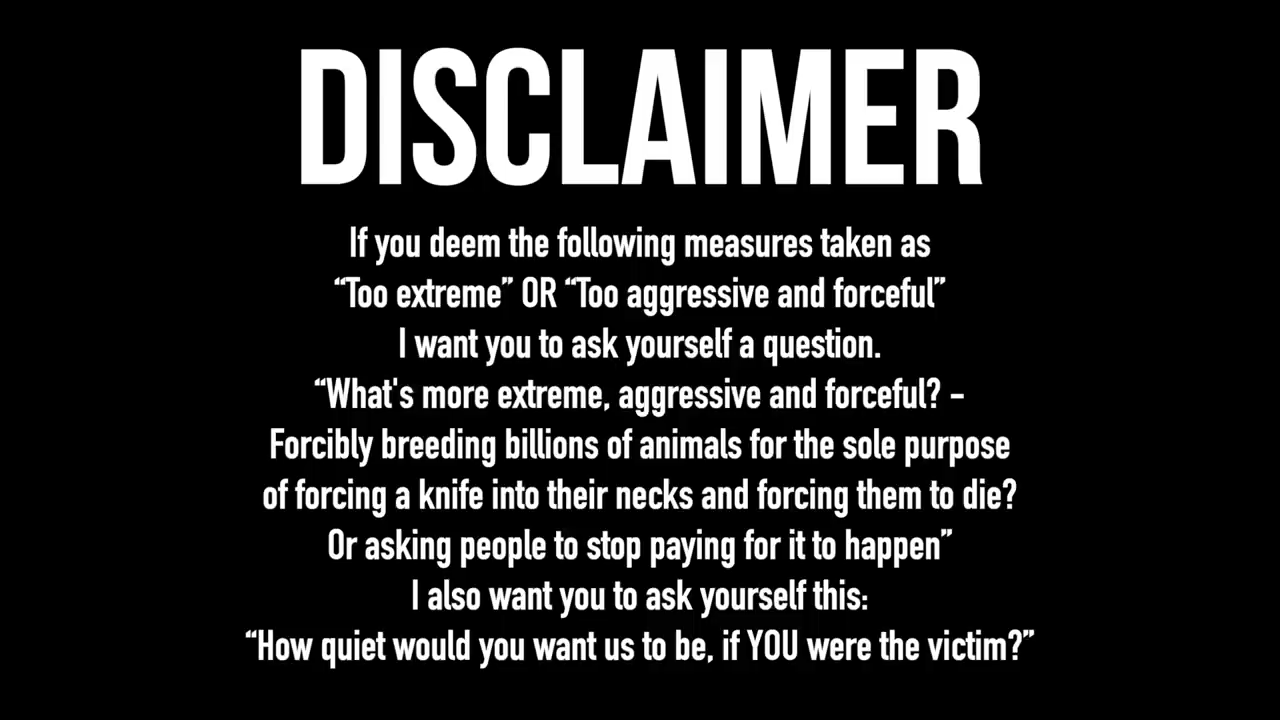 DISCLAIMER
If you deem the following measures taken as
“Too extreme” OR “Too aggressive and forceful”
I want you to ask yourself a question.
“What's more extreme, aggressive and forceful? -
Forcibly breeding billions of animals for the sole purpose
of forcing a knife into their necks and forcing them to die?
Or asking people to stop paying for it to happen”
I also want you to ask yourself this:
“How quiet would you want us to be, if YOU were the victim?”